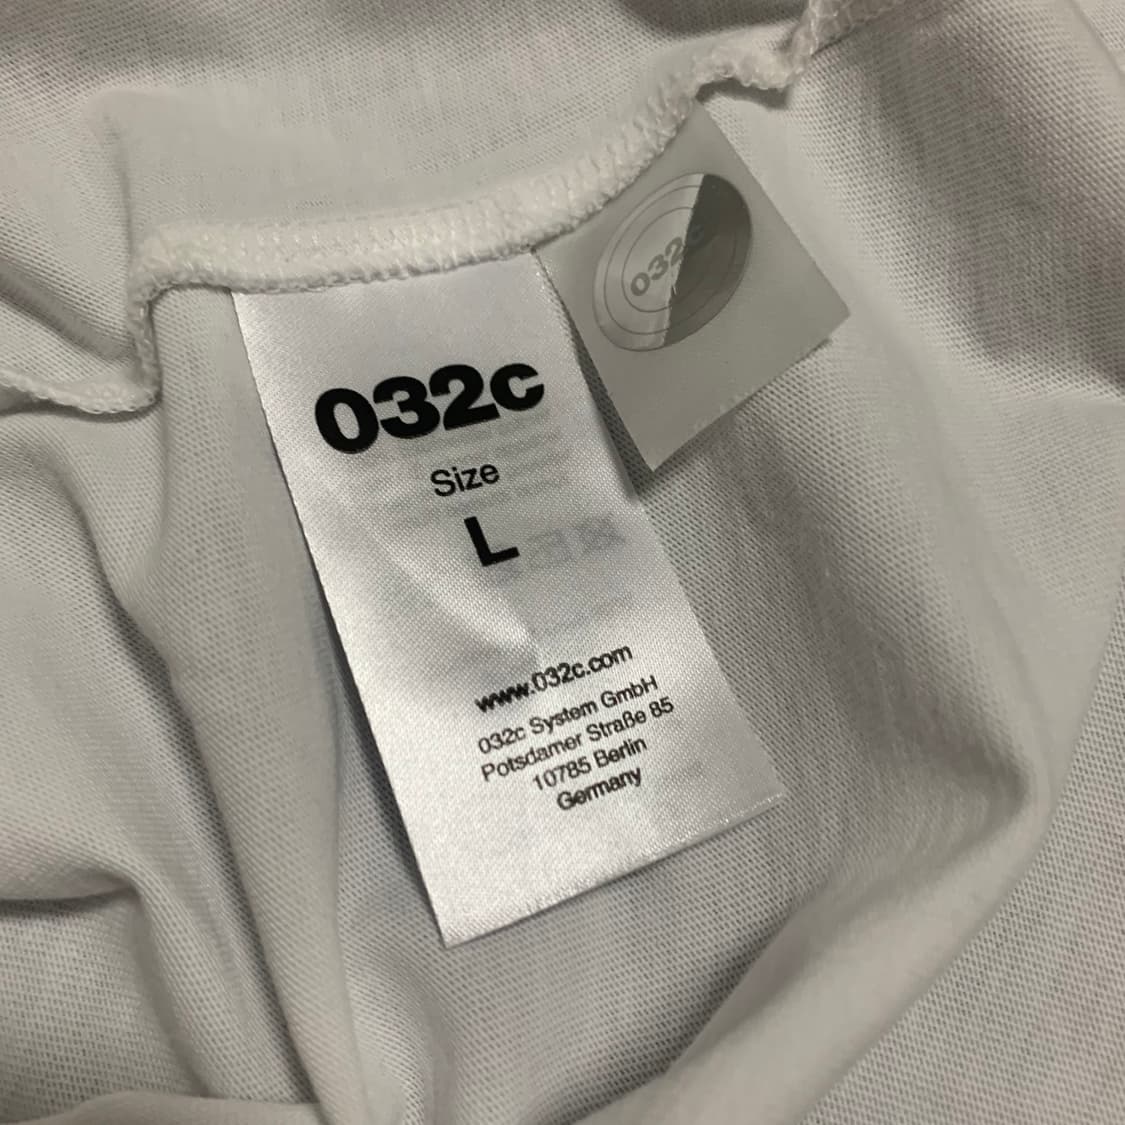 032c
Size
L
www.032c.com
032c System GmbH
Potsdamer Straße 85
10785 Berlin
Germany
032c